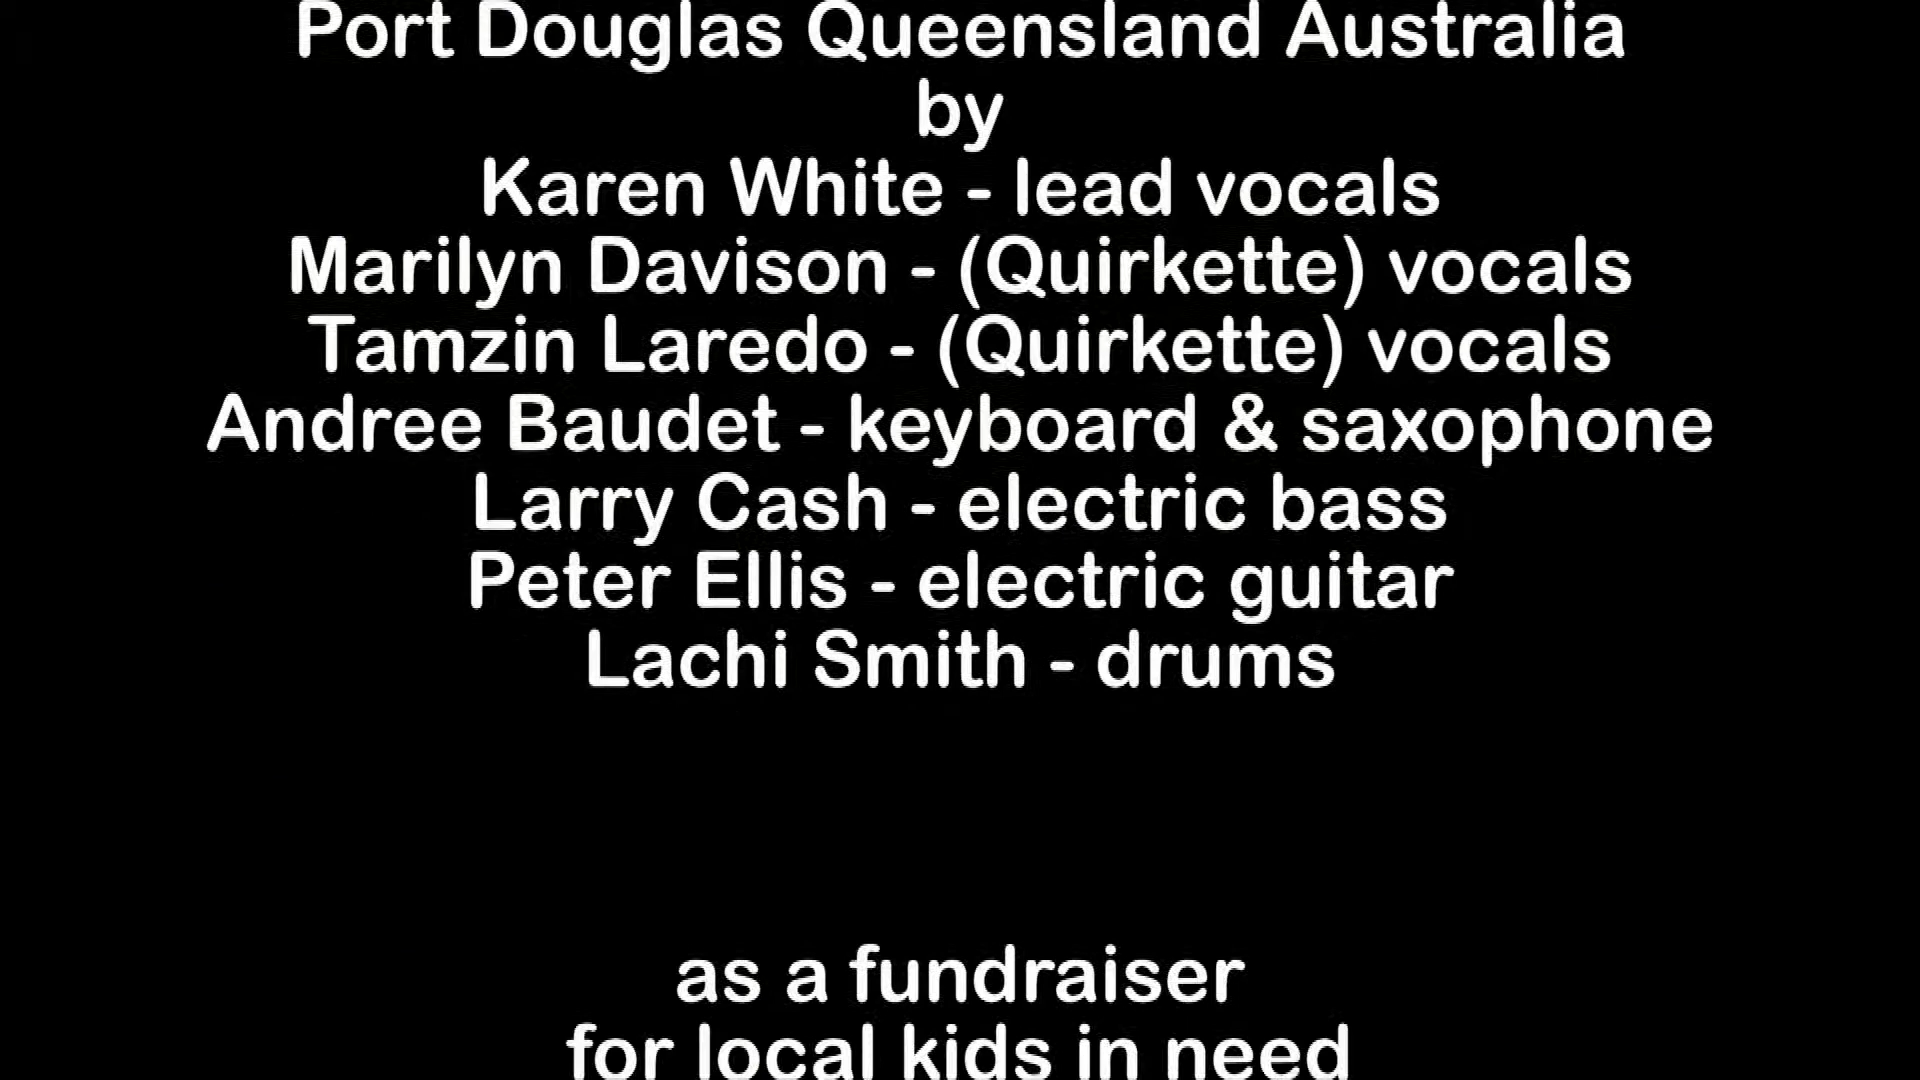 Port Douglas Queensland Australia
by
Karen White - lead vocals
Marilyn Davison - (Quirkette) vocals
Tamzin Laredo - (Quirkette) vocals
Andree Baudet - keyboard & saxophone
Larry Cash - electric bass
Peter Ellis - electric guitar
Lachi Smith - drums
as a fundraiser
for local kids in need